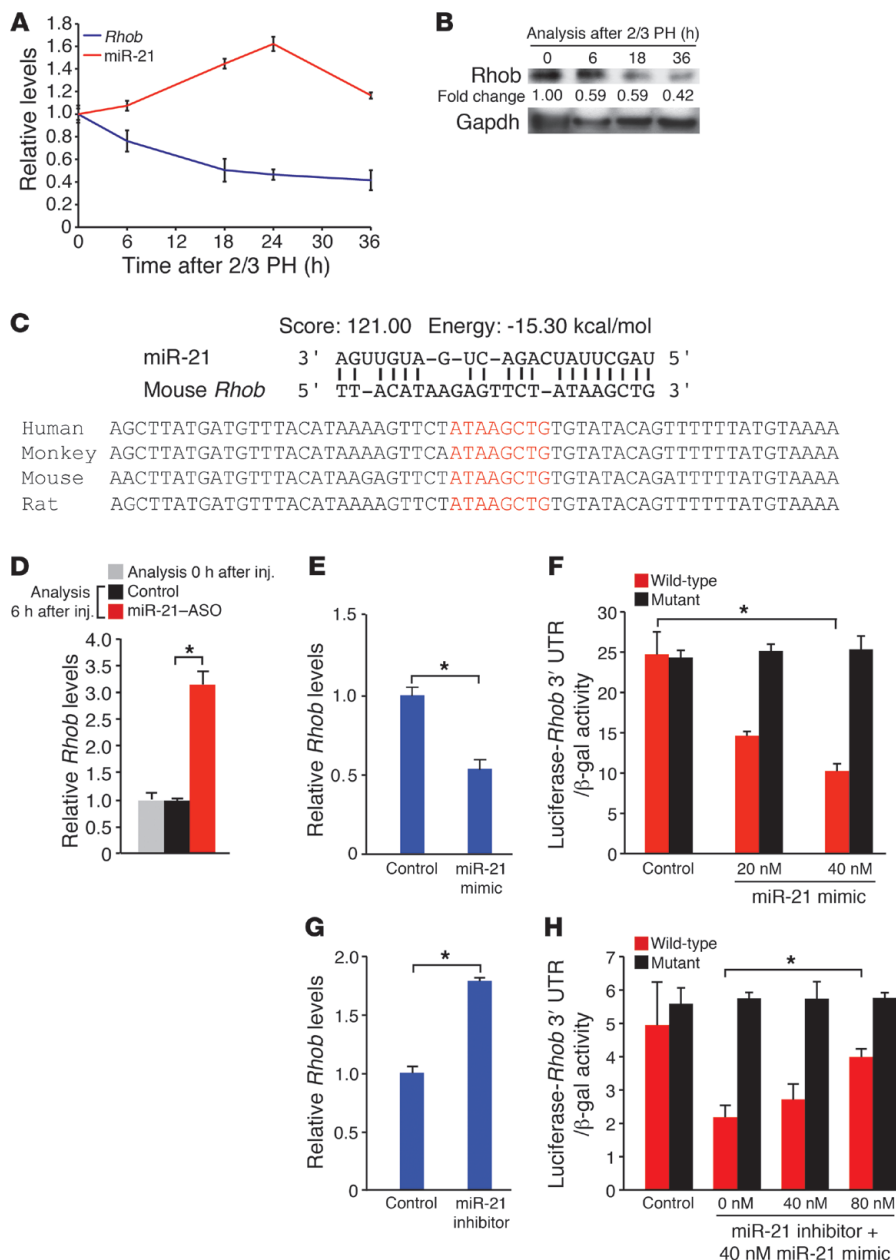 A
Relative levels
1.8
1.6
1.4
1.2
1.0
0.8
0.6
0.4
0.2
0
Rhob
miR-21
0 6 12 18 24 30 36
Time after 2/3 PH (h)
B
Analysis after 2/3 PH (h)
0 6 18 36
Rhob
Fold change 1.00 0.59 0.59 0.42
Gapdh
C
Score: 121.00 Energy: -15.30 kcal/mol
miR-21 3' AGUUGUA-G-UC-AGACUAUUCGAU 5'
Mouse Rhob 5' TT-ACATAAGAGTTCT-ATAAGCTG 3'
Human AGCTTATGATGTTTACATAAAAGTTCTATAAGCTGTGTATACAGTTTTTTATGTAAAA
Monkey AGCTTATGATGTTTACATAAAAGTTCAATAAGCTGTGTATACAGTTTTTTATGTAAAA
Mouse AACTTATGATGTTTACATAAGAGTTCTATAAGCTGTGTATACAGATTTTTATGTAAAA
Rat AGCTTATGATGTTTACATAAAAGTTCTATAAGCTGTGTATACAGTTTTTTATGTAAAA
D
Analysis 0 h after inj.
Analysis 6 h after inj.
Control
miR-21–ASO
Relative Rhob levels
4.0
3.5
3.0
2.5
2.0
1.5
1.0
0.5
0
*
E
Relative Rhob levels
1.5
1.0
0.5
0
*
Control
miR-21 mimic
F
Wild-type
Mutant
Luciferase-Rhob 3' UTR
/β-gal activity
30
25
20
15
10
5
0
*
Control 20 nM 40 nM
miR-21 mimic
G
Relative Rhob levels
2.0
1.5
1.0
0.5
0
*
Control
miR-21 inhibitor
H
Wild-type
Mutant
Luciferase-Rhob 3' UTR
/β-gal activity
7
6
5
4
3
2
1
0
*
Control 0 nM 40 nM 80 nM
miR-21 inhibitor +
40 nM miR-21 mimic